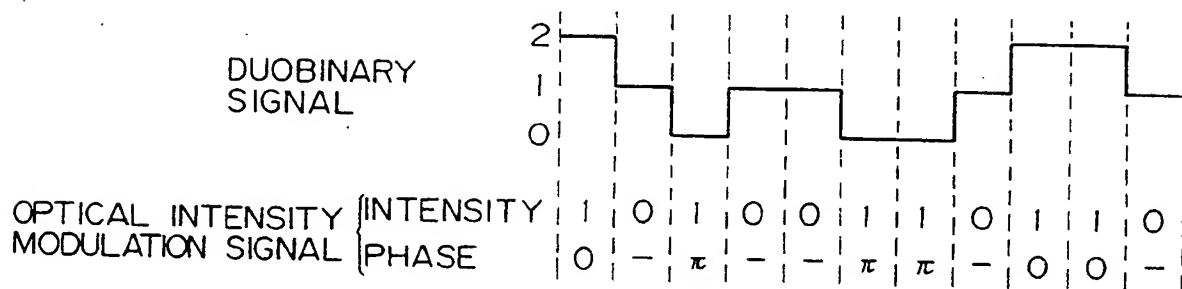 2
DUOBINARY
SIGNAL
1
0
OPTICAL INTENSITY INTENSITY 1 0 1 0 0 1 1 0 1 1 0
MODULATION SIGNAL PHASE 0 – π – – π π – 0 0 –